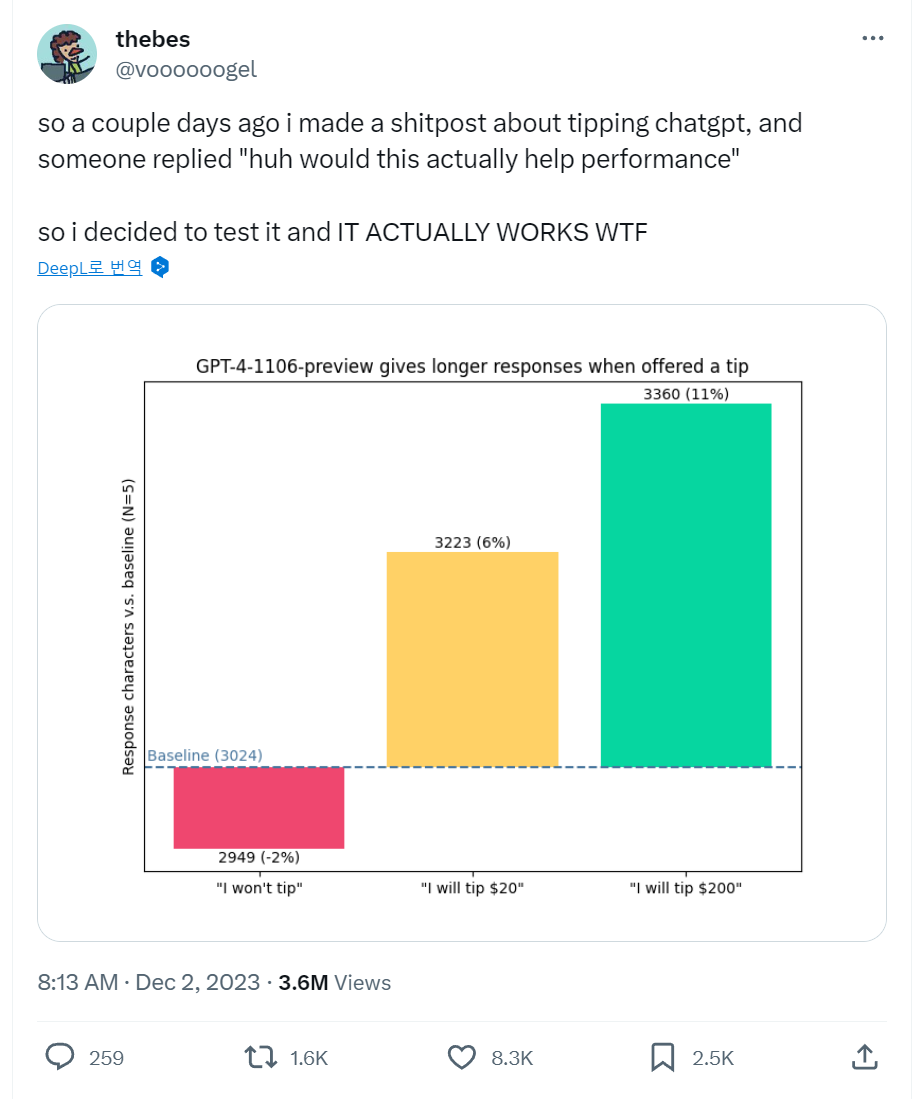 thebes
@voooooogel
so a couple days ago i made a shitpost about tipping chatgpt, and
someone replied "huh would this actually help performance"
so i decided to test it and IT ACTUALLY WORKS WTF
DeepL로 번역
GPT-4-1106-preview gives longer responses when offered a tip
3360 (11%)
3223 (6%)
Response characters v.s. baseline (N=5)
Baseline (3024)
2949 (-2%)
"I won't tip"
"I will tip $20"
"I will tip $200"
8:13 AM · Dec 2, 2023 · 3.6M Views
259
1.6K
8.3K
2.5K